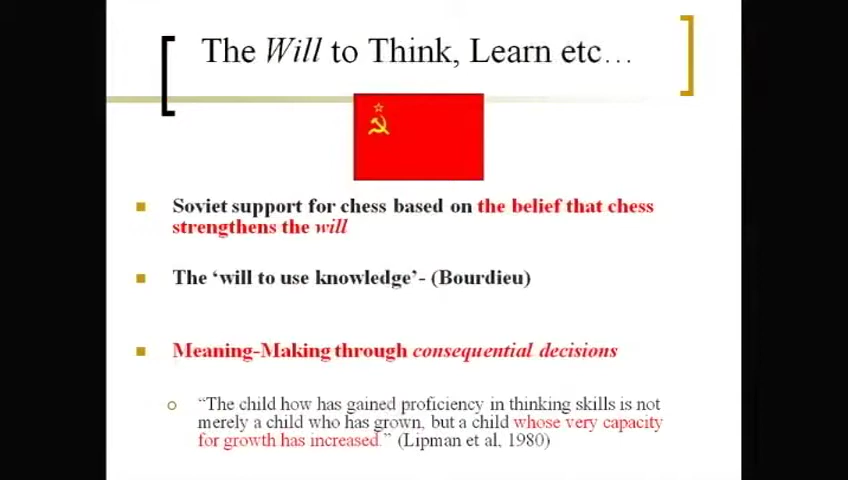 The Will to Think, Learn etc…
Soviet support for chess based on the belief that chess
strengthens the will
The ‘will to use knowledge’- (Bourdieu)
Meaning-Making through consequential decisions
“The child how has gained proficiency in thinking skills is not
merely a child who has grown, but a child whose very capacity
for growth has increased.” (Lipman et al, 1980)